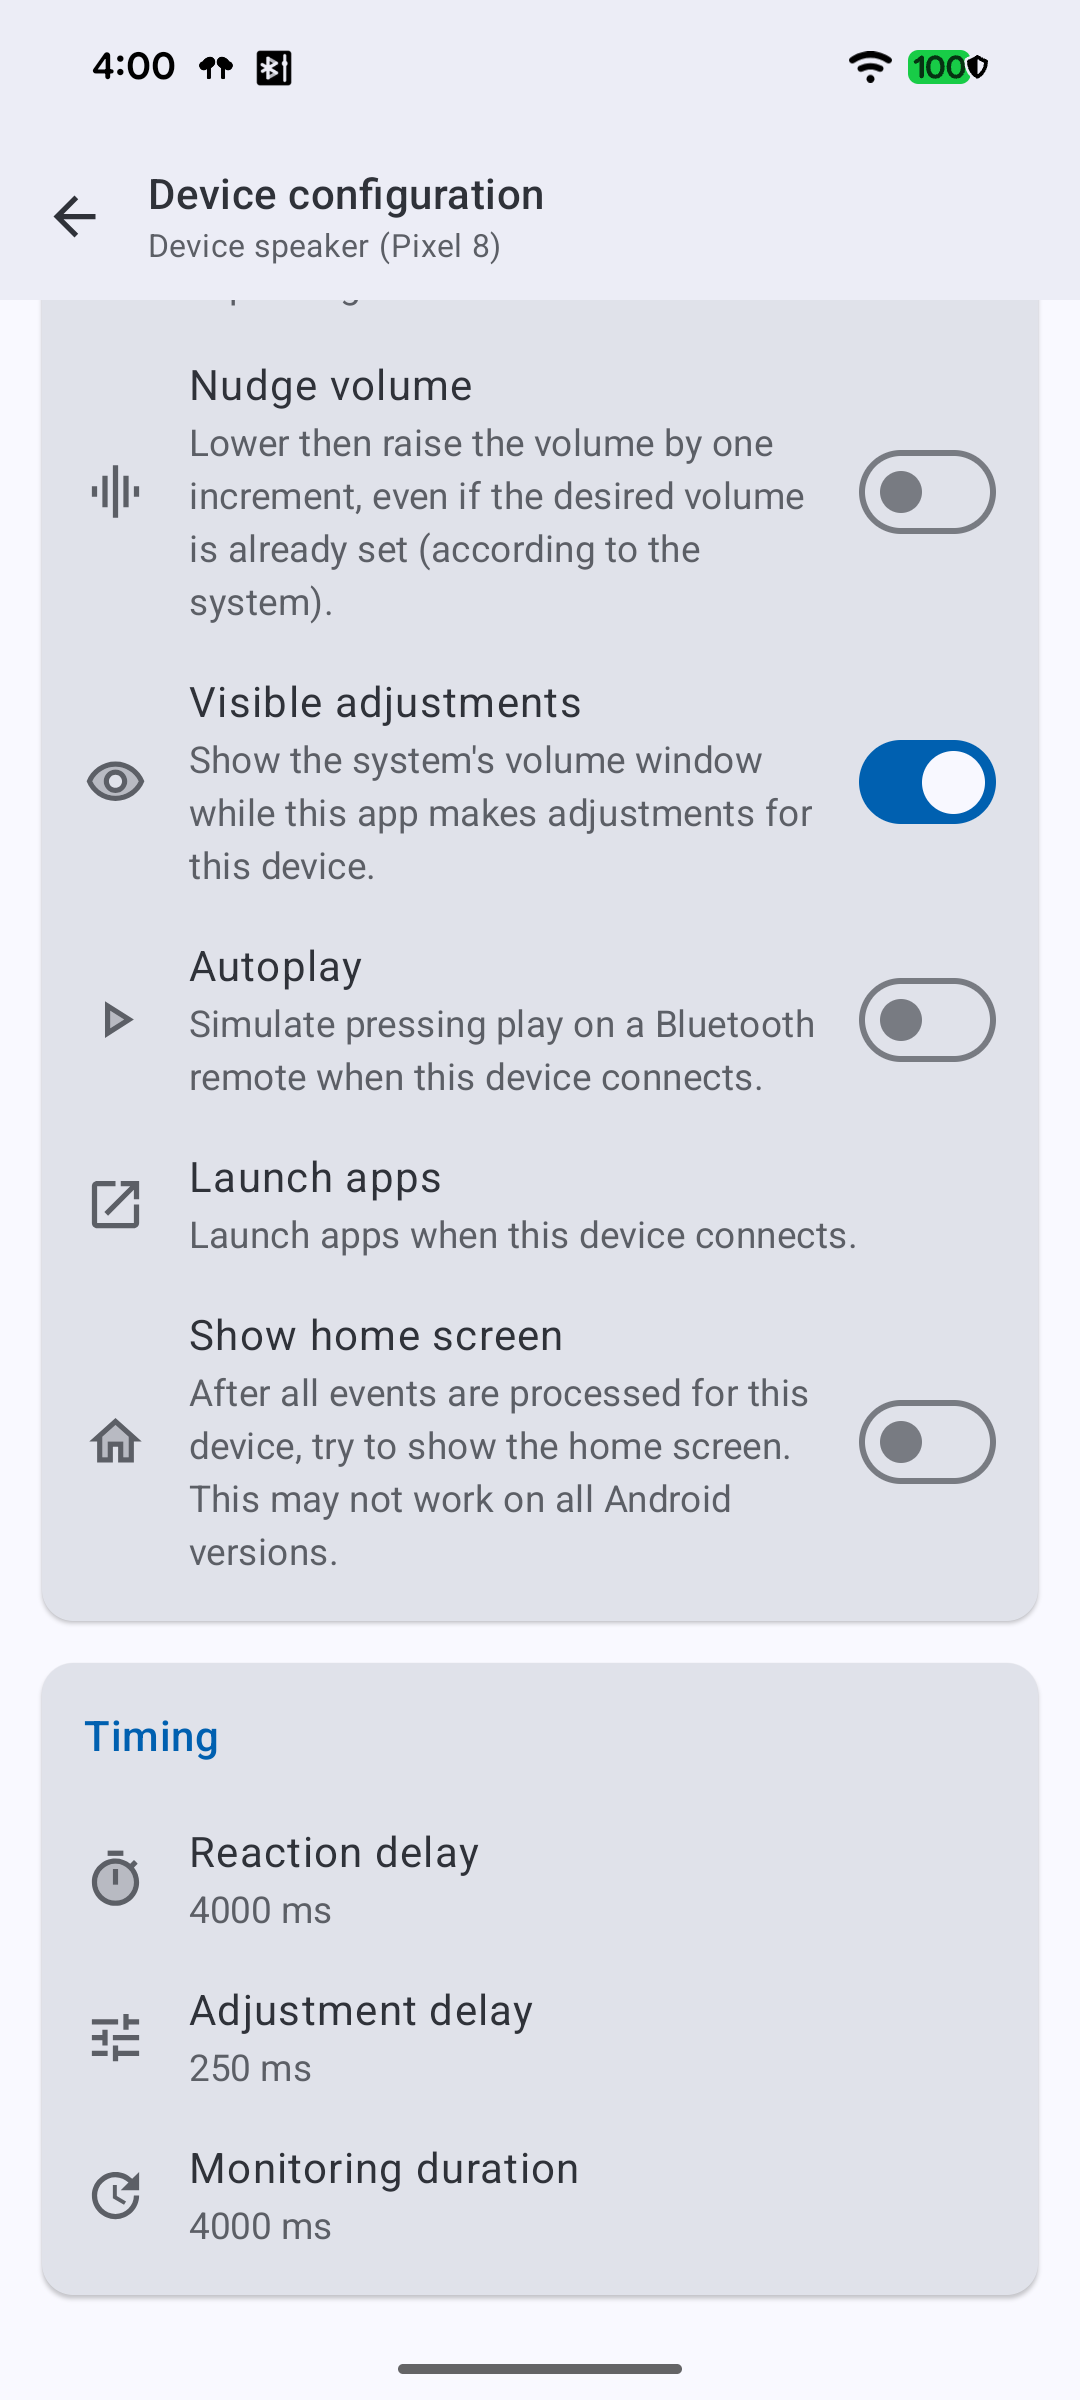 4:00
100
Device configuration
Device speaker (Pixel 8)
Nudge volume
Lower then raise the volume by one
increment, even if the desired volume
is already set (according to the
system).
Visible adjustments
Show the system's volume window
while this app makes adjustments for
this device.
Autoplay
Simulate pressing play on a Bluetooth
remote when this device connects.
Launch apps
Launch apps when this device connects.
Show home screen
After all events are processed for this
device, try to show the home screen.
This may not work on all Android
versions.
Timing
Reaction delay
4000 ms
Adjustment delay
250 ms
Monitoring duration
4000 ms